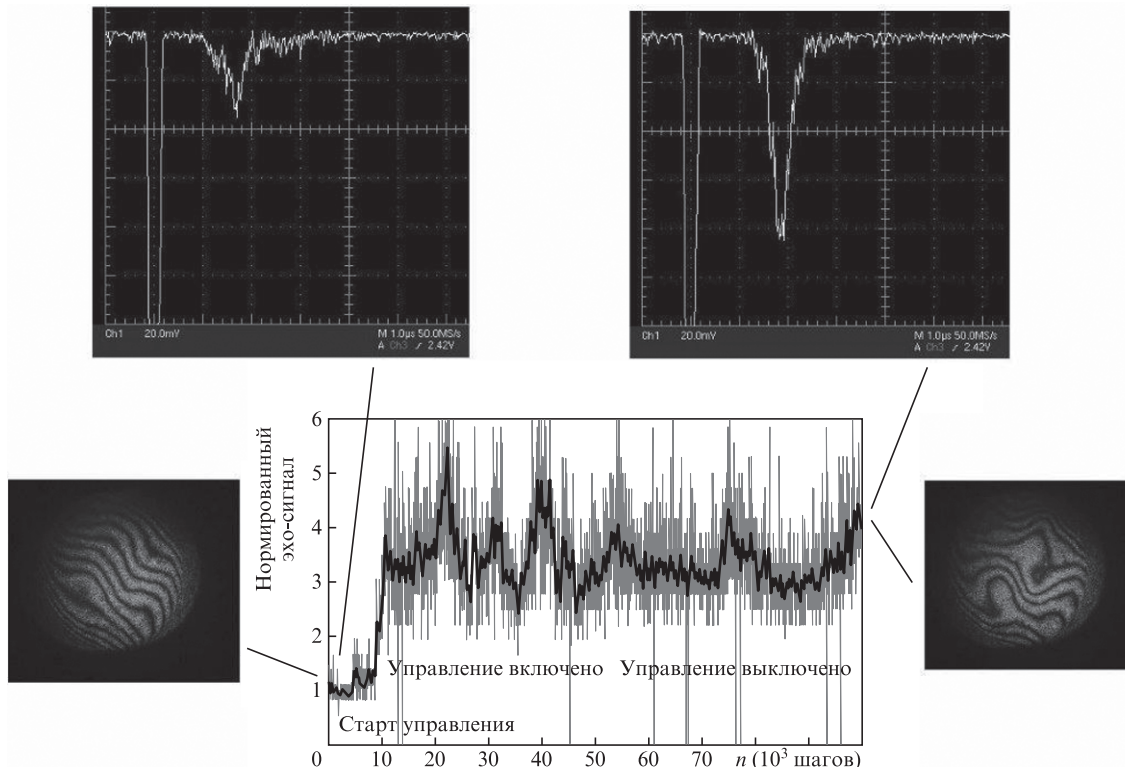 Ch1 20.0mV M 1.0µs 50.0MS/s
A Ch3 2.42V
Ch1 20.0mV M 1.0µs 50.0MS/s
A Ch3 2.42V
Нормированный
эхо-сигнал
6
5
4
3
2
1
Управление включено Управление выключено
Старт управления
0 10 20 30 40 50 60 70 n (10³ шагов)